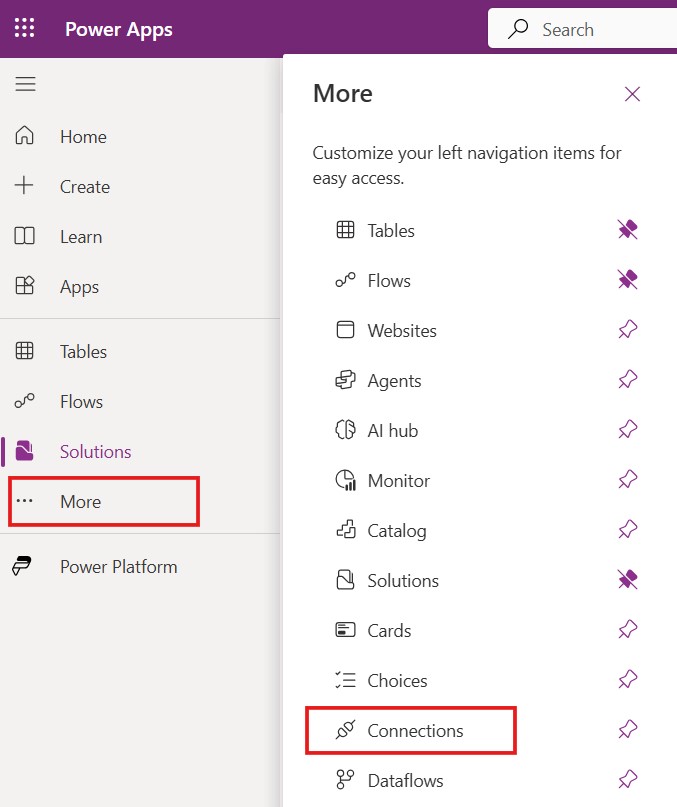 Power Apps
Search
Home
Create
Learn
Apps
Tables
Flows
Solutions
More
Power Platform
More
Customize your left navigation items for
easy access.
Tables
Flows
Websites
Agents
AI hub
Monitor
Catalog
Solutions
Cards
Choices
Connections
Dataflows